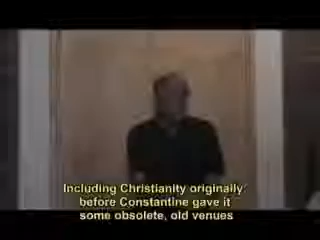 Including Christianity originally
before Constantine gave it
some obsolete, old venues